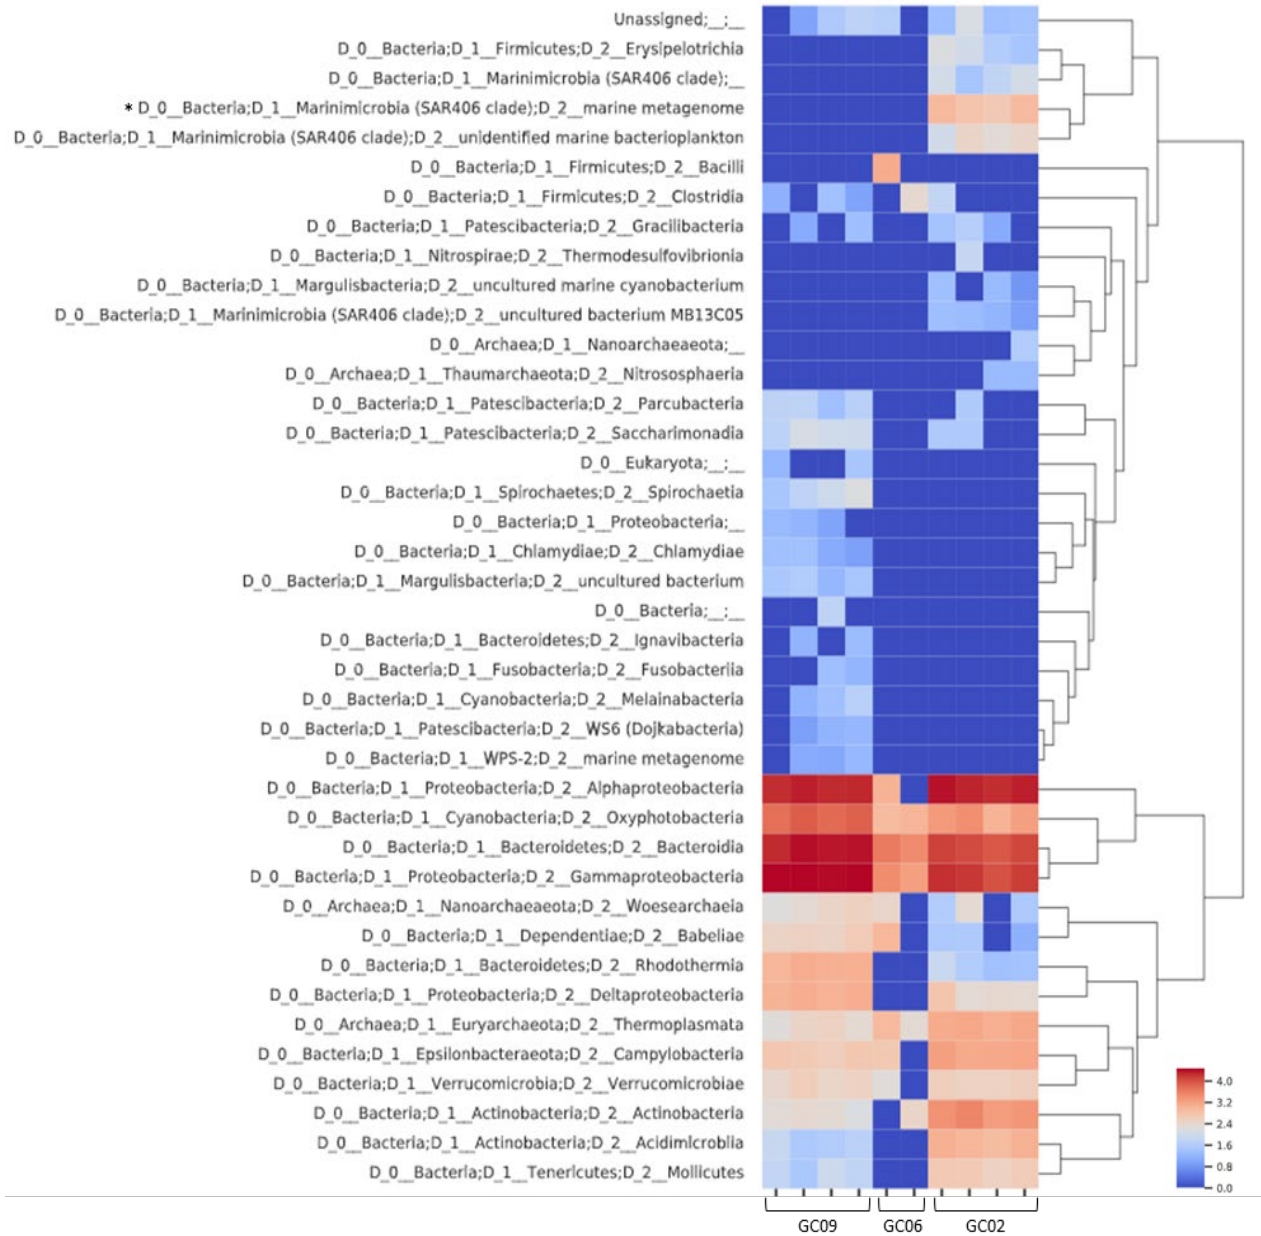 Unassigned;__;__
D_0__Bacteria;D_1__Firmicutes;D_2__Erysipelotrichia
D_0__Bacteria;D_1__Marinimicrobia (SAR406 clade);__
* D_0__Bacteria;D_1__Marinimicrobia (SAR406 clade);D_2__marine metagenome
D_0__Bacteria;D_1__Marinimicrobia (SAR406 clade);D_2__unidentified marine bacterioplankton
D_0__Bacteria;D_1__Firmicutes;D_2__Bacilli
D_0__Bacteria;D_1__Firmicutes;D_2__Clostridia
D_0__Bacteria;D_1__Patescibacteria;D_2__Gracilibacteria
D_0__Bacteria;D_1__Nitrospirae;D_2__Thermodesulfovibrionia
D_0__Bacteria;D_1__Margulisbacteria;D_2__uncultured marine cyanobacterium
D_0__Bacteria;D_1__Marinimicrobia (SAR406 clade);D_2__uncultured bacterium MB13C05
D_0__Archaea;D_1__Nanoarchaeaeota;__
D_0__Archaea;D_1__Thaumarchaeota;D_2__Nitrososphaeria
D_0__Bacteria;D_1__Patescibacteria;D_2__Parcubacteria
D_0__Bacteria;D_1__Patescibacteria;D_2__Saccharimonadia
D_0__Eukaryota;__;__
D_0__Bacteria;D_1__Spirochaetes;D_2__Spirochaetia
D_0__Bacteria;D_1__Proteobacteria;__
D_0__Bacteria;D_1__Chlamydiae;D_2__Chlamydiae
D_0__Bacteria;D_1__Margulisbacteria;D_2__uncultured bacterium
D_0__Bacteria;__;__
D_0__Bacteria;D_1__Bacteroidetes;D_2__Ignavibacteria
D_0__Bacteria;D_1__Fusobacteria;D_2__Fusobacteriia
D_0__Bacteria;D_1__Cyanobacteria;D_2__Melainabacteria
D_0__Bacteria;D_1__Patescibacteria;D_2__WS6 (Dojkabacteria)
D_0__Bacteria;D_1__WPS-2;D_2__marine metagenome
D_0__Bacteria;D_1__Proteobacteria;D_2__Alphaproteobacteria
D_0__Bacteria;D_1__Cyanobacteria;D_2__Oxyphotobacteria
D_0__Bacteria;D_1__Bacteroidetes;D_2__Bacteroidia
D_0__Bacteria;D_1__Proteobacteria;D_2__Gammaproteobacteria
D_0__Archaea;D_1__Nanoarchaeaeota;D_2__Woesearchaeia
D_0__Bacteria;D_1__Dependentiae;D_2__Babeliae
D_0__Bacteria;D_1__Bacteroidetes;D_2__Rhodothermia
D_0__Bacteria;D_1__Proteobacteria;D_2__Deltaproteobacteria
D_0__Archaea;D_1__Euryarchaeota;D_2__Thermoplasmata
D_0__Bacteria;D_1__Epsilonbacteraeota;D_2__Campylobacteria
D_0__Bacteria;D_1__Verrucomicrobia;D_2__Verrucomicrobiae
D_0__Bacteria;D_1__Actinobacteria;D_2__Actinobacteria
D_0__Bacteria;D_1__Actinobacteria;D_2__Acidimicrobiia
D_0__Bacteria;D_1__Tenericutes;D_2__Mollicutes
4.0
3.2
2.4
1.6
0.8
0.0
GC09 GC06 GC02